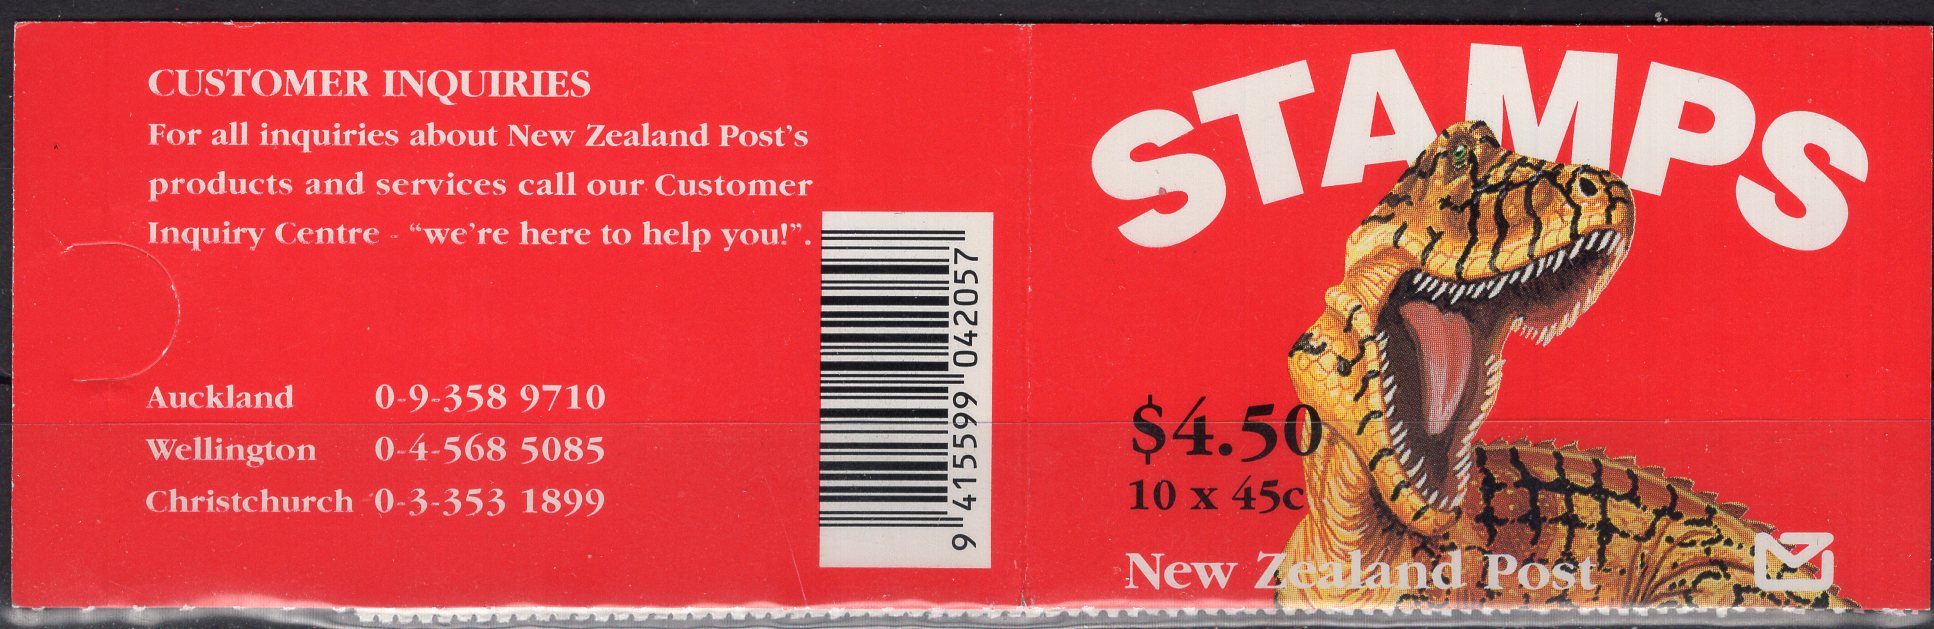 CUSTOMER INQUIRIES
For all inquiries about New Zealand Post's
products and services call our Customer
Inquiry Centre - “we're here to help you!”.
Auckland 0-9-358 9710
Wellington 0-4-568 5085
Christchurch 0-3-353 1899
9 415599 042057
STAMPS
$4.50
10 x 45c
New Zealand Post